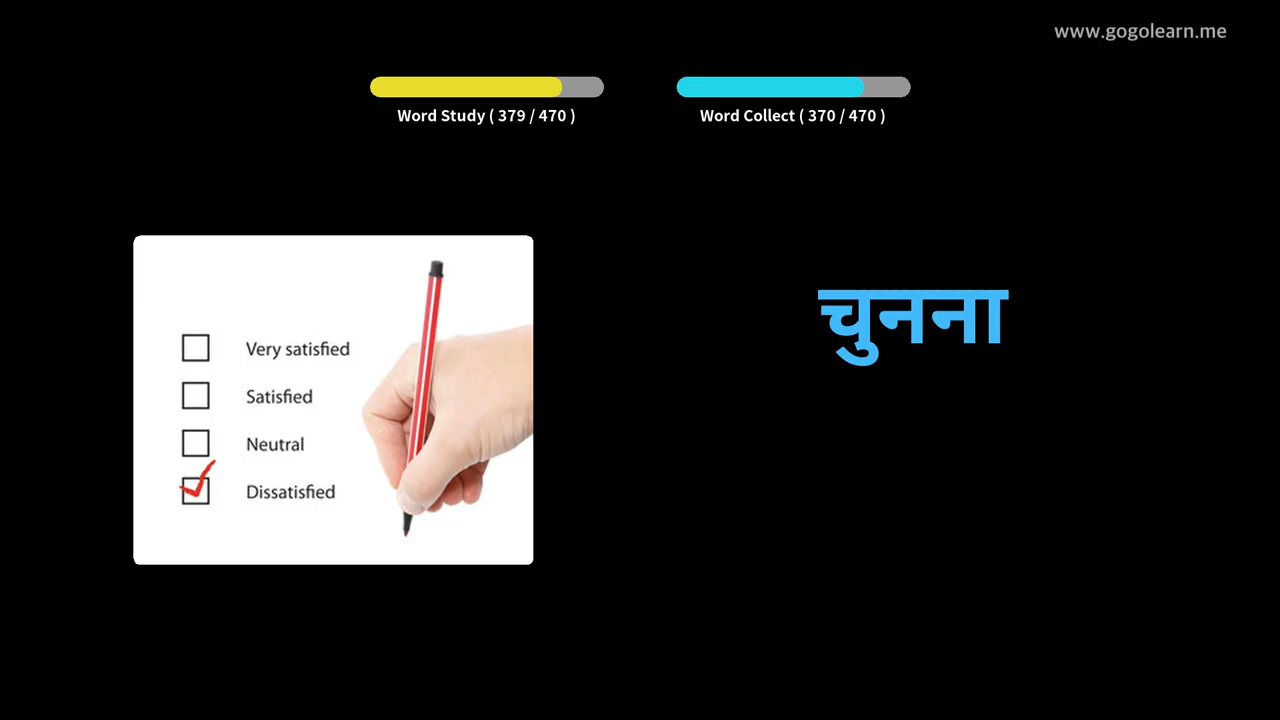 www.gogolearn.me
Word Study ( 379 / 470 )
Word Collect ( 370 / 470 )
चुनना
Very satisfied
Satisfied
Neutral
Dissatisfied